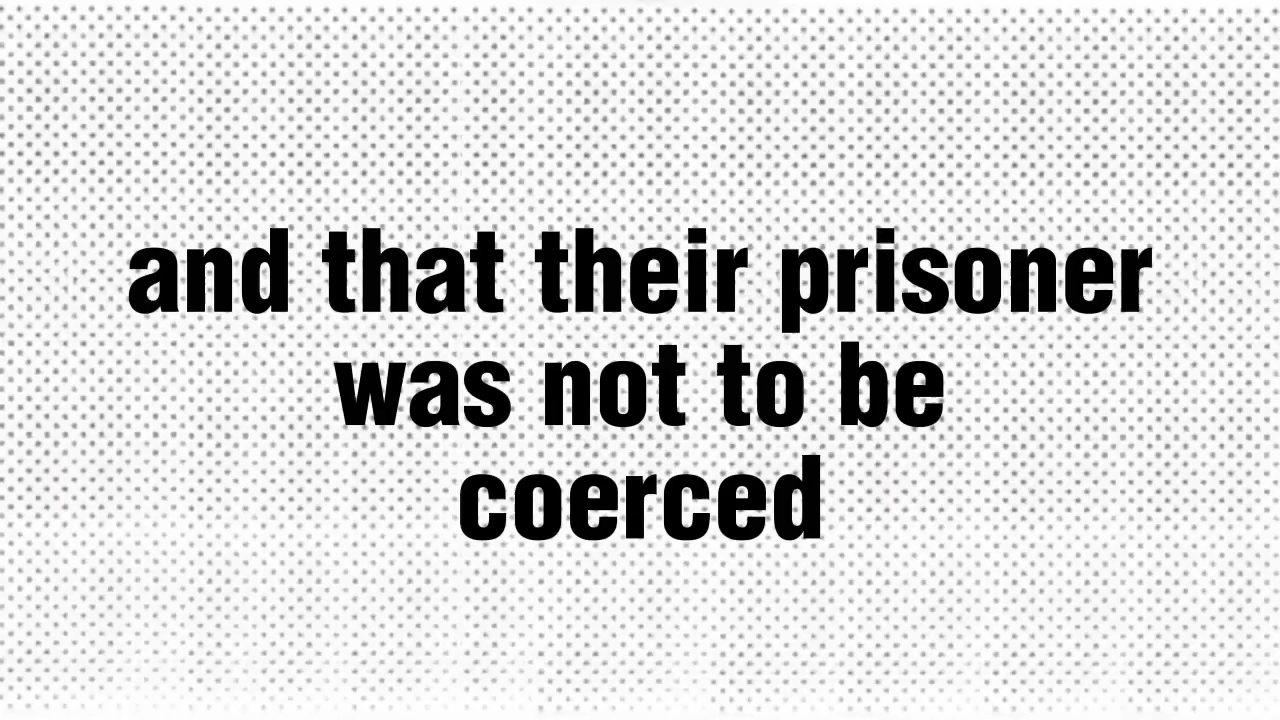 and that their prisoner
was not to be
coerced